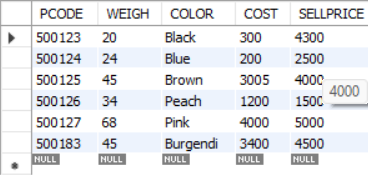 PCODE WEIGH COLOR COST SELLPRICE
500123 20 Black 300 4300
500124 24 Blue 200 2500
500125 45 Brown 3005 4000
4000
500126 34 Peach 1200 1500
500127 68 Pink 4000 5000
500183 45 Burgendi 3400 4500
NULL NULL NULL NULL NULL